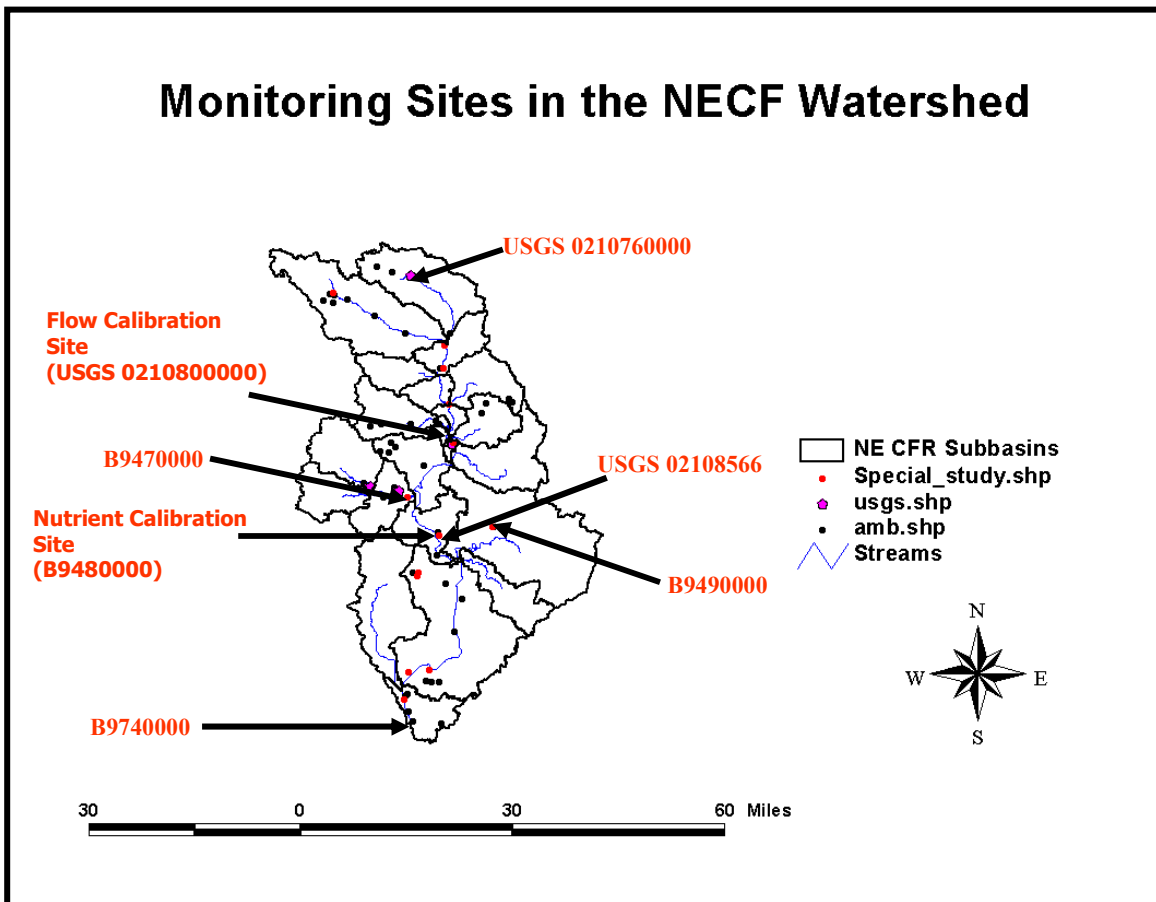 Monitoring Sites in the NECF Watershed
USGS 0210760000
Flow Calibration
Site
(USGS 0210800000)
B9470000
USGS 02108566
Nutrient Calibration
Site
(B9480000)
B9490000
B9740000
NE CFR Subbasins
Special_study.shp
usgs.shp
amb.shp
Streams
N
W E
S
30 0 30 60 Miles